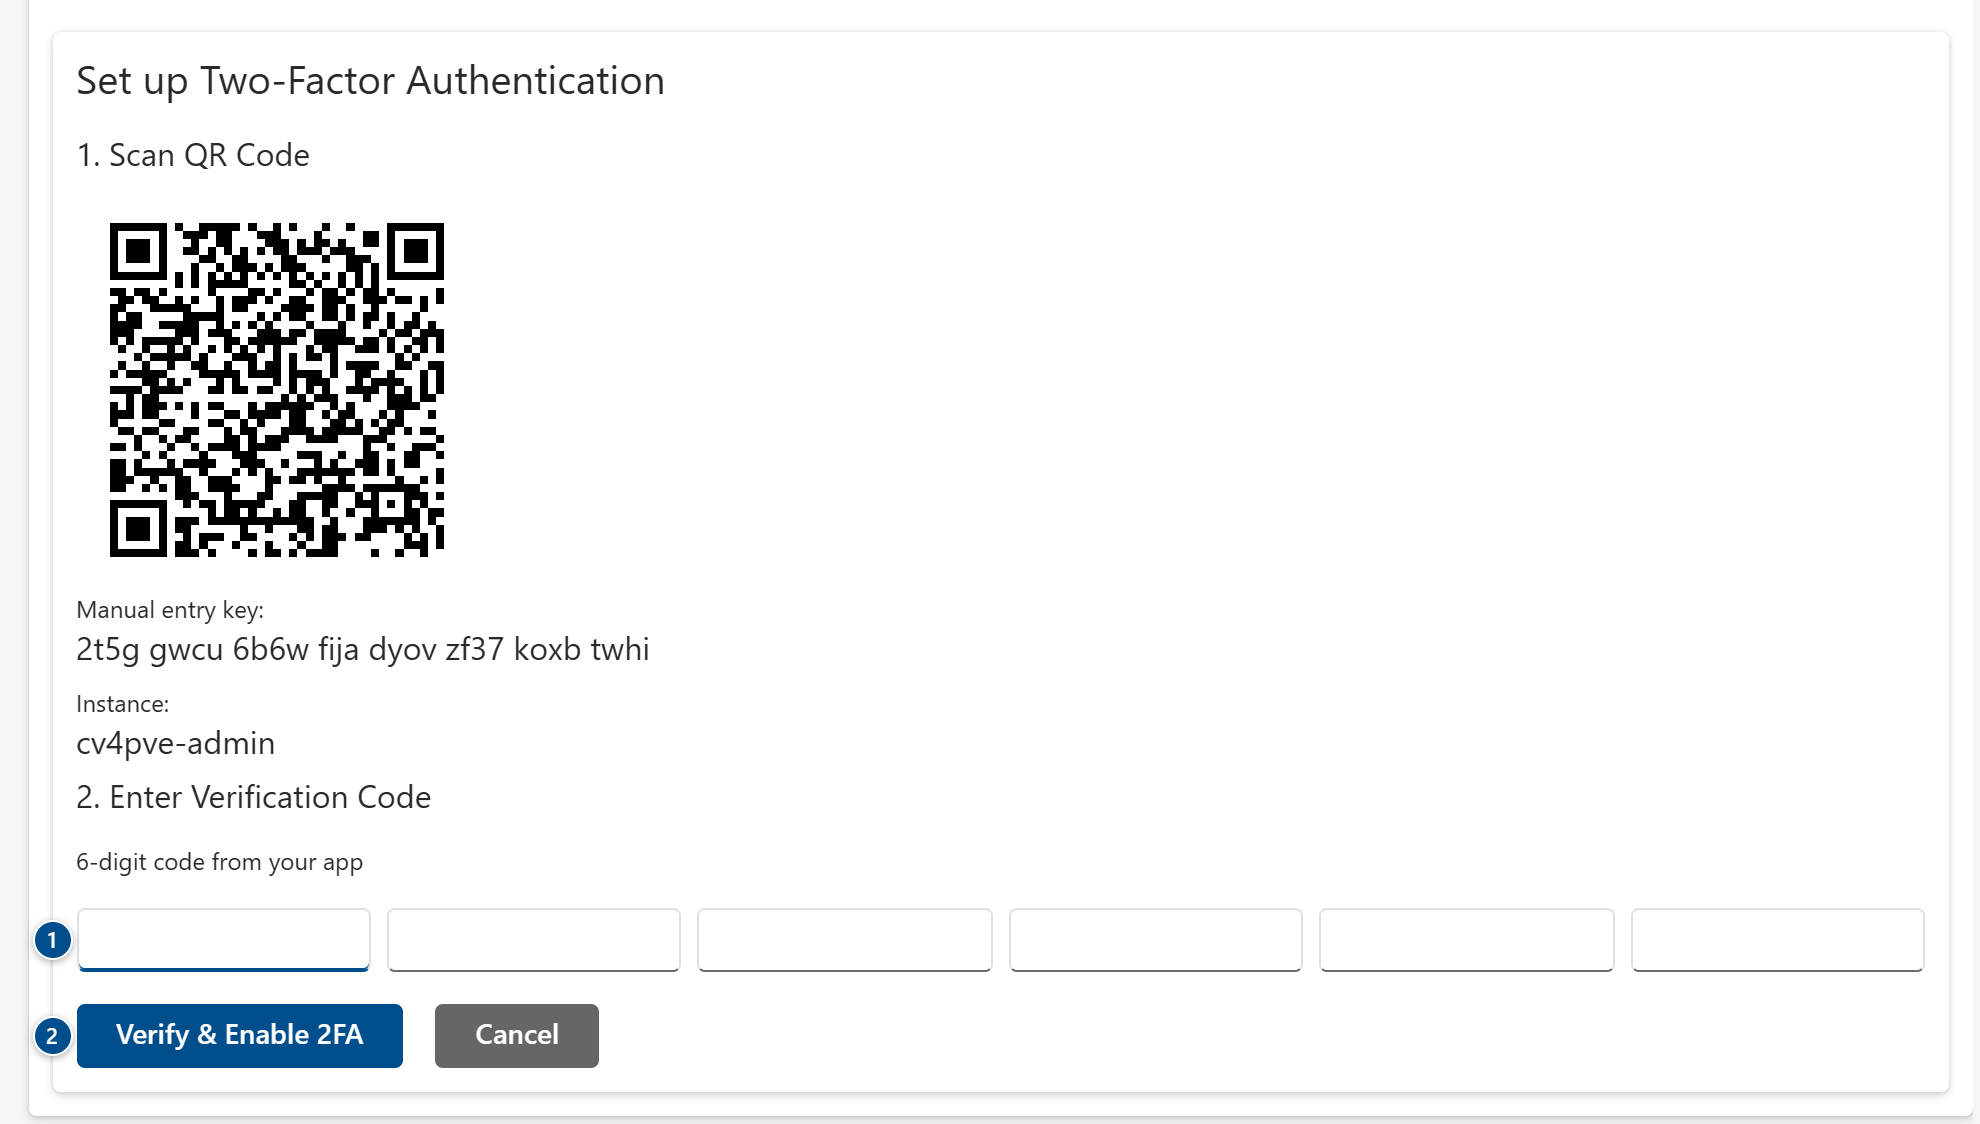 Set up Two-Factor Authentication
1. Scan QR Code
Manual entry key:
2t5g gwcu 6b6w fija dyov zf37 koxb twhi
Instance:
cv4pve-admin
2. Enter Verification Code
6-digit code from your app
1
2 Verify & Enable 2FA Cancel